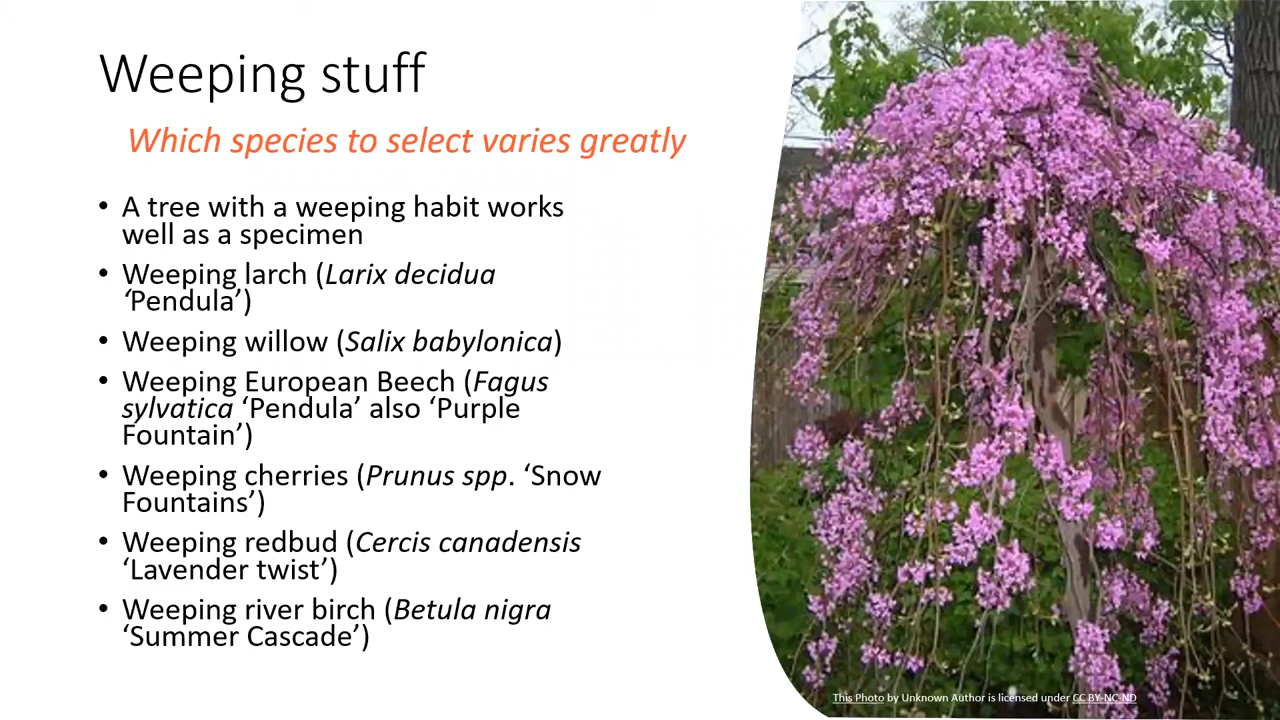 Weeping stuff
Which species to select varies greatly
• A tree with a weeping habit works
well as a specimen
• Weeping larch (Larix decidua
‘Pendula’)
• Weeping willow (Salix babylonica)
• Weeping European Beech (Fagus
sylvatica ‘Pendula’ also ‘Purple
Fountain’)
• Weeping cherries (Prunus spp. ‘Snow
Fountains’)
• Weeping redbud (Cercis canadensis
‘Lavender twist’)
• Weeping river birch (Betula nigra
‘Summer Cascade’)
This Photo by Unknown Author is licensed under CC BY-NC-ND